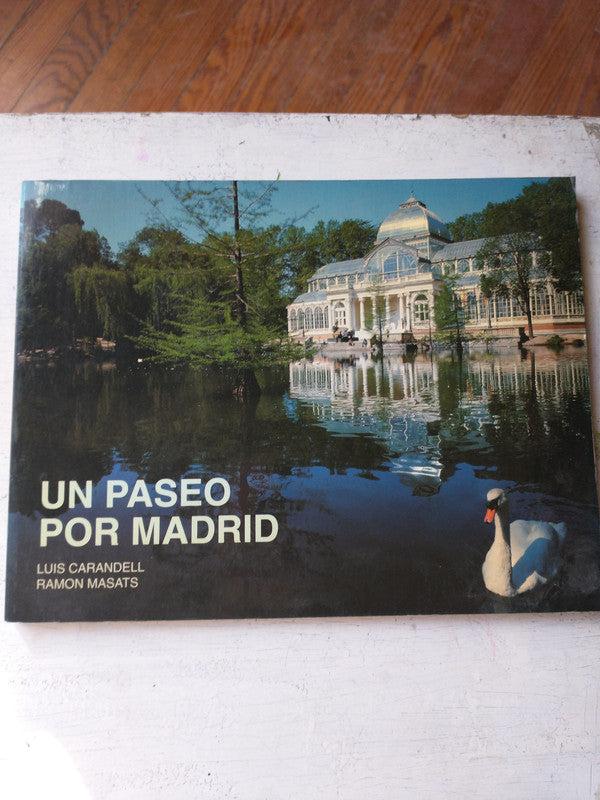 UN PASEO
POR MADRID
LUIS CARANDELL
RAMON MASATS